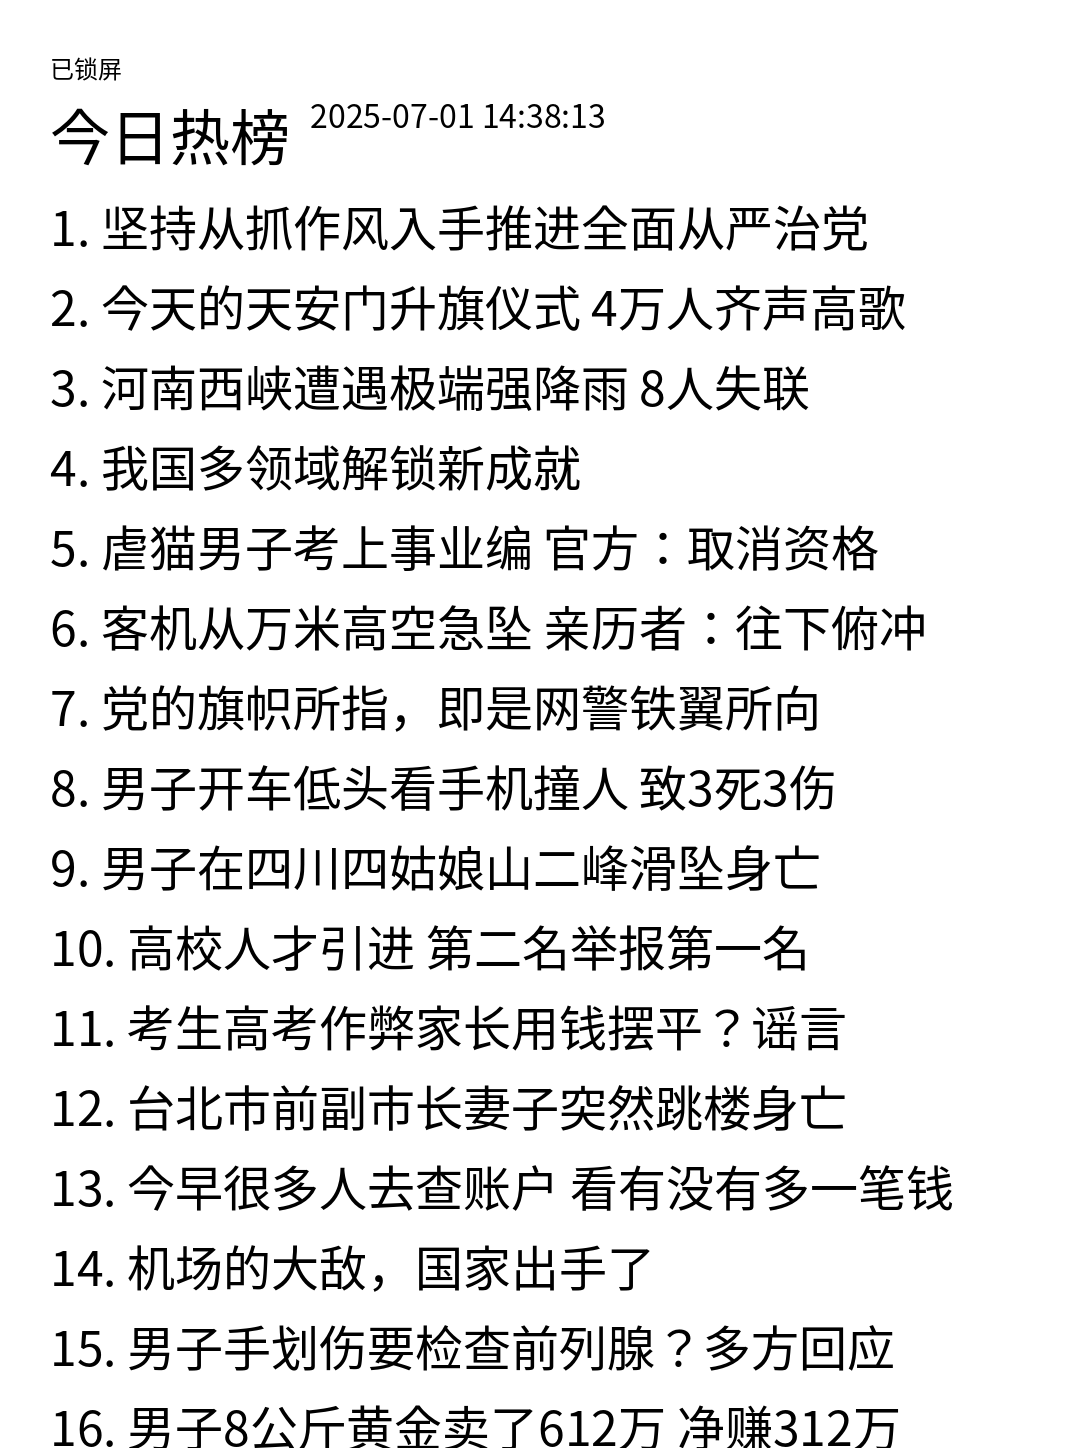 已锁屏
今日热榜 2025-07-01 14:38:13
1. 坚持从抓作风入手推进全面从严治党
2. 今天的天安门升旗仪式 4万人齐声高歌
3. 河南西峡遭遇极端强降雨 8人失联
4. 我国多领域解锁新成就
5. 虐猫男子考上事业编 官方：取消资格
6. 客机从万米高空急坠 亲历者：往下俯冲
7. 党的旗帜所指，即是网警铁翼所向
8. 男子开车低头看手机撞人 致3死3伤
9. 男子在四川四姑娘山二峰滑坠身亡
10. 高校人才引进 第二名举报第一名
11. 考生高考作弊家长用钱摆平？谣言
12. 台北市前副市长妻子突然跳楼身亡
13. 今早很多人去查账户 看有没有多一笔钱
14. 机场的大敌，国家出手了
15. 男子手划伤要检查前列腺？多方回应
16. 男子8公斤黄金卖了612万 净赚312万